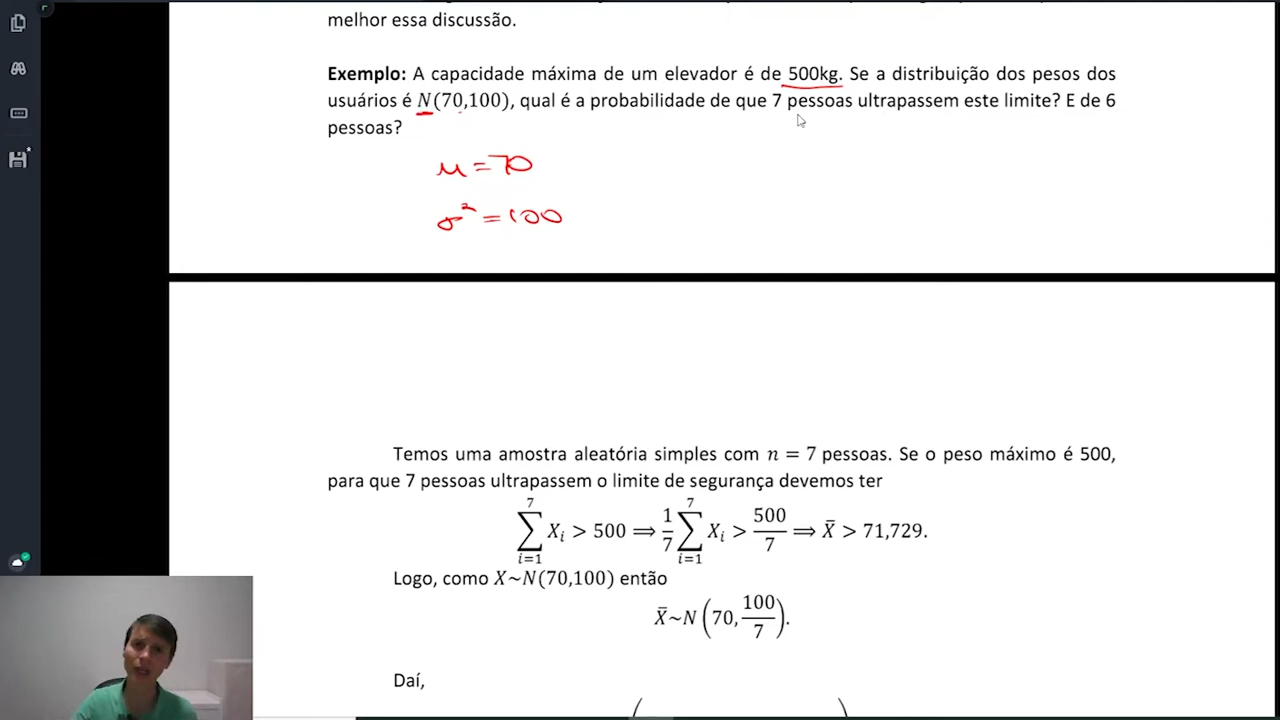 melhor essa discussão.
Exemplo: A capacidade máxima de um elevador é de 500kg. Se a distribuição dos pesos dos
usuários é N(70,100), qual é a probabilidade de que 7 pessoas ultrapassem este limite? E de 6
pessoas?
μ = 70
σ² = 100
Temos uma amostra aleatória simples com n = 7 pessoas. Se o peso máximo é 500,
para que 7 pessoas ultrapassem o limite de segurança devemos ter
∑_{i=1}^{7} X_i > 500 ⟹ 1/7 ∑_{i=1}^{7} X_i > 500/7 ⟹ X̄ > 71,729.
Logo, como X~N(70,100) então
X̄~N(70, 100/7).
Daí,